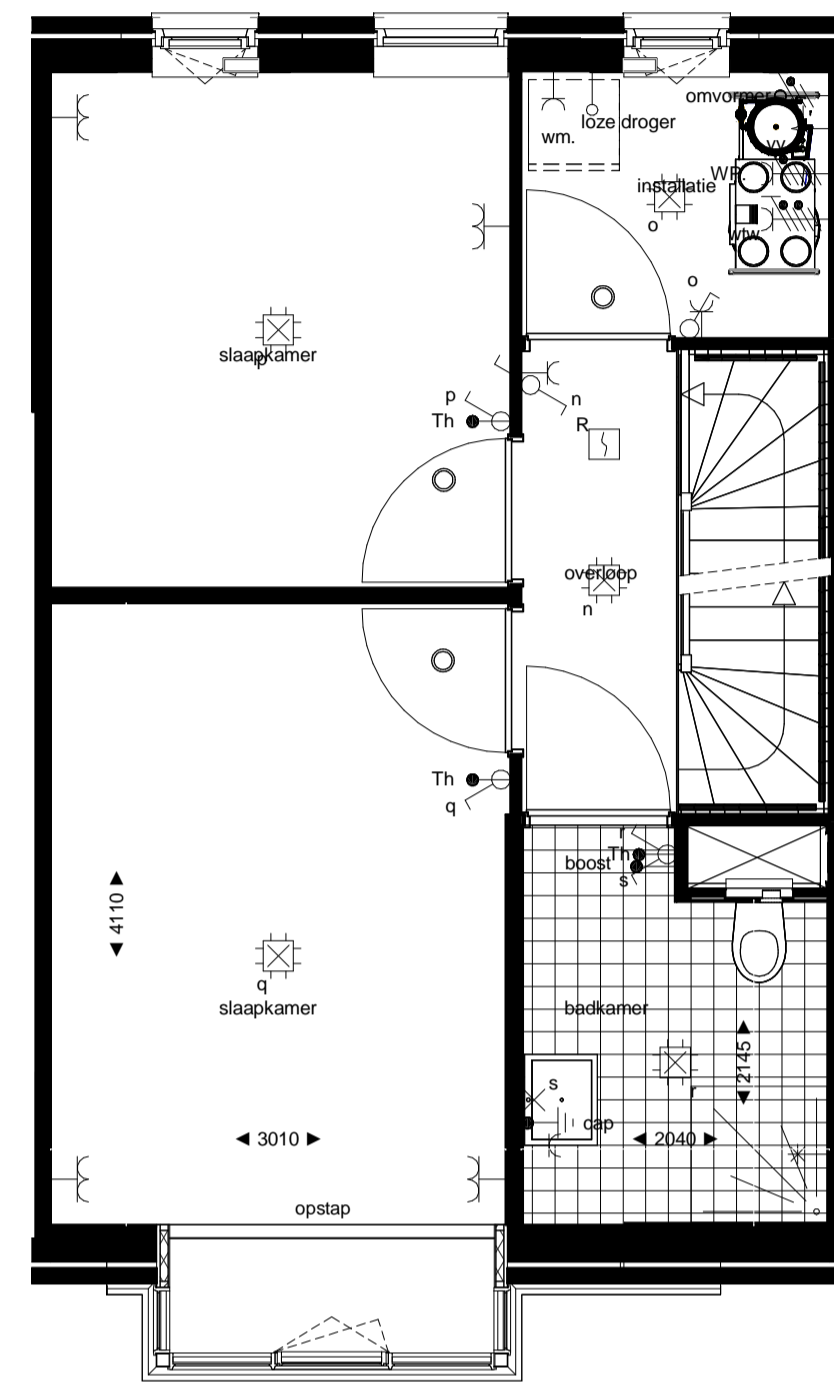 omvormer
loze droger
wm.
vv
WP.
installatie
o
wtw
o
slaapkamer
p
p
Th
n
R
overloop
n
Th
q
r
Th
boost
s
4110
q
slaapkamer
badkamer
2145
s
r
cap
3010
2040
opstap